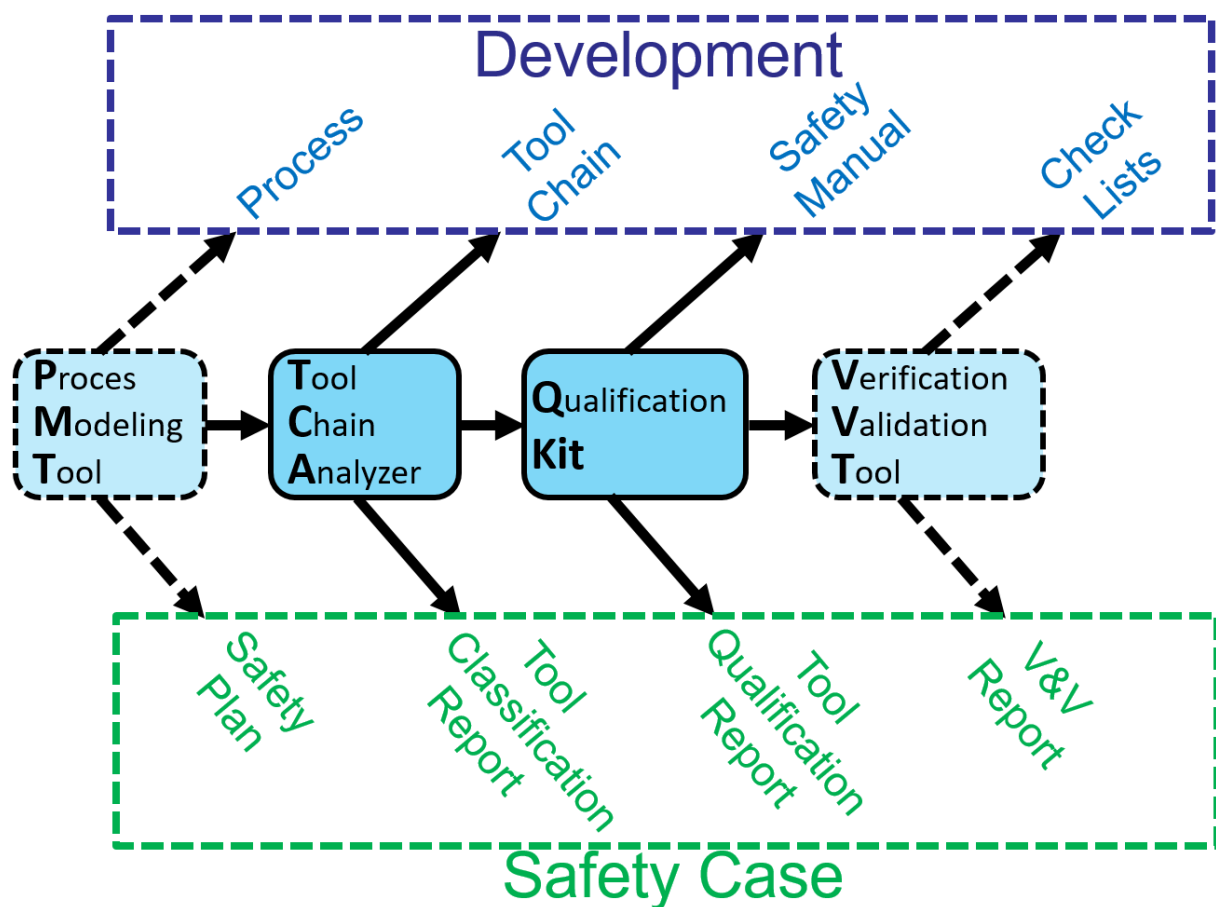 Development
Process
Tool
Chain
Safety
Manual
Check
Lists
Proces
Modeling
Tool
Tool
Chain
Analyzer
Qualification
Kit
Verification
Validation
Tool
Safety
Plan
Tool
Classification
Report
Tool
Qualification
Report
V&V
Report
Safety Case